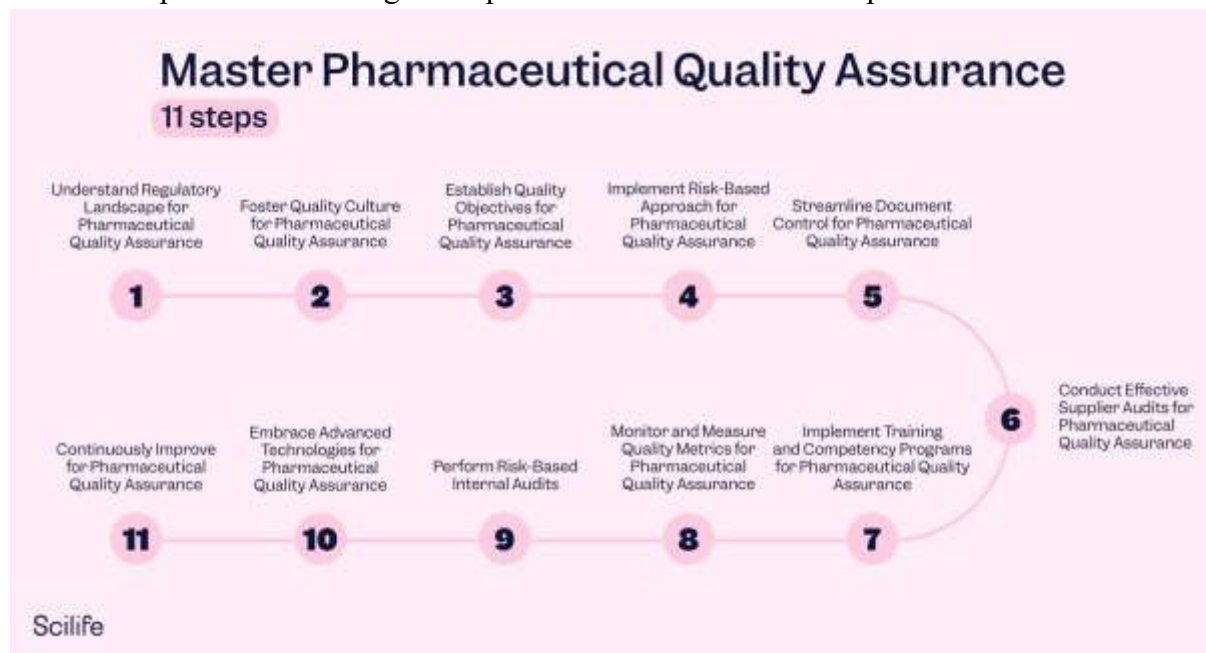 Master Pharmaceutical Quality Assurance
11 steps
Understand Regulatory
Landscape for
Pharmaceutical
Quality Assurance
1
Foster Quality Culture
for Pharmaceutical
Quality Assurance
2
Establish Quality
Objectives for
Pharmaceutical
Quality Assurance
3
Implement Risk-Based
Approach for
Pharmaceutical
Quality Assurance
4
Streamline Document
Control for Pharmaceutical
Quality Assurance
5
Conduct Effective
Supplier Audits for
Pharmaceutical
Quality Assurance
6
Implement Training
and Competency Programs
for Pharmaceutical Quality
Assurance
7
Monitor and Measure
Quality Metrics for
Pharmaceutical
Quality Assurance
8
Perform Risk-Based
Internal Audits
9
Embrace Advanced
Technologies for
Pharmaceutical
Quality Assurance
10
Continuously Improve
for Pharmaceutical
Quality Assurance
11
Scilife